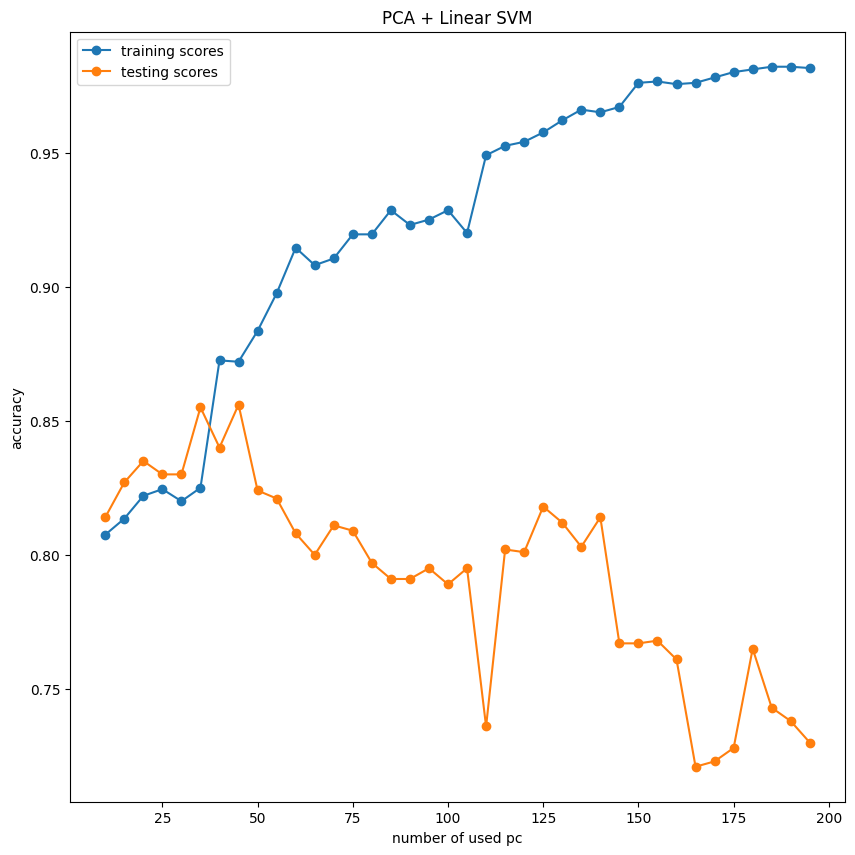 PCA + Linear SVM
training scores
testing scores
accuracy
0.95
0.90
0.85
0.80
0.75
25 50 75 100 125 150 175 200
number of used pc